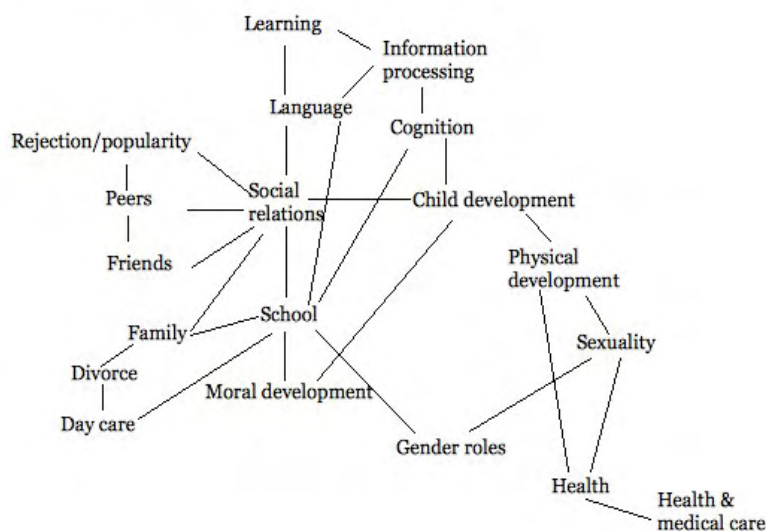 Learning
Information
processing
Language
Cognition
Rejection/popularity
Social
relations
Peers
Child development
Friends
Physical
development
School
Family
Sexuality
Divorce
Moral development
Day care
Gender roles
Health
Health &
medical care